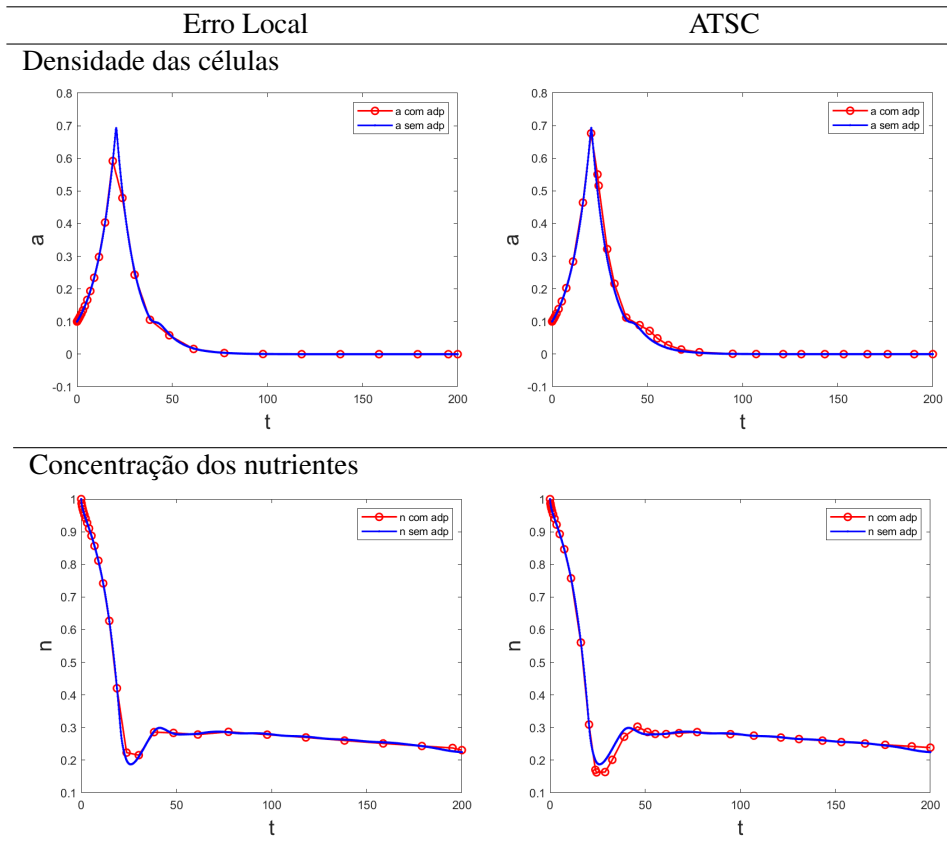 Erro Local ATSC
Densidade das células
0.8
0.7
0.6
0.5
0.4
0.3
0.2
0.1
0
-0.1
a
0 50 100 150 200
t
a com adp
a sem adp
0.8
0.7
0.6
0.5
0.4
0.3
0.2
0.1
0
-0.1
a
0 50 100 150 200
t
a com adp
a sem adp
Concentração dos nutrientes
1
0.9
0.8
0.7
0.6
0.5
0.4
0.3
0.2
0.1
n
0 50 100 150 200
t
n com adp
n sem adp
1
0.9
0.8
0.7
0.6
0.5
0.4
0.3
0.2
0.1
n
0 50 100 150 200
t
n com adp
n sem adp